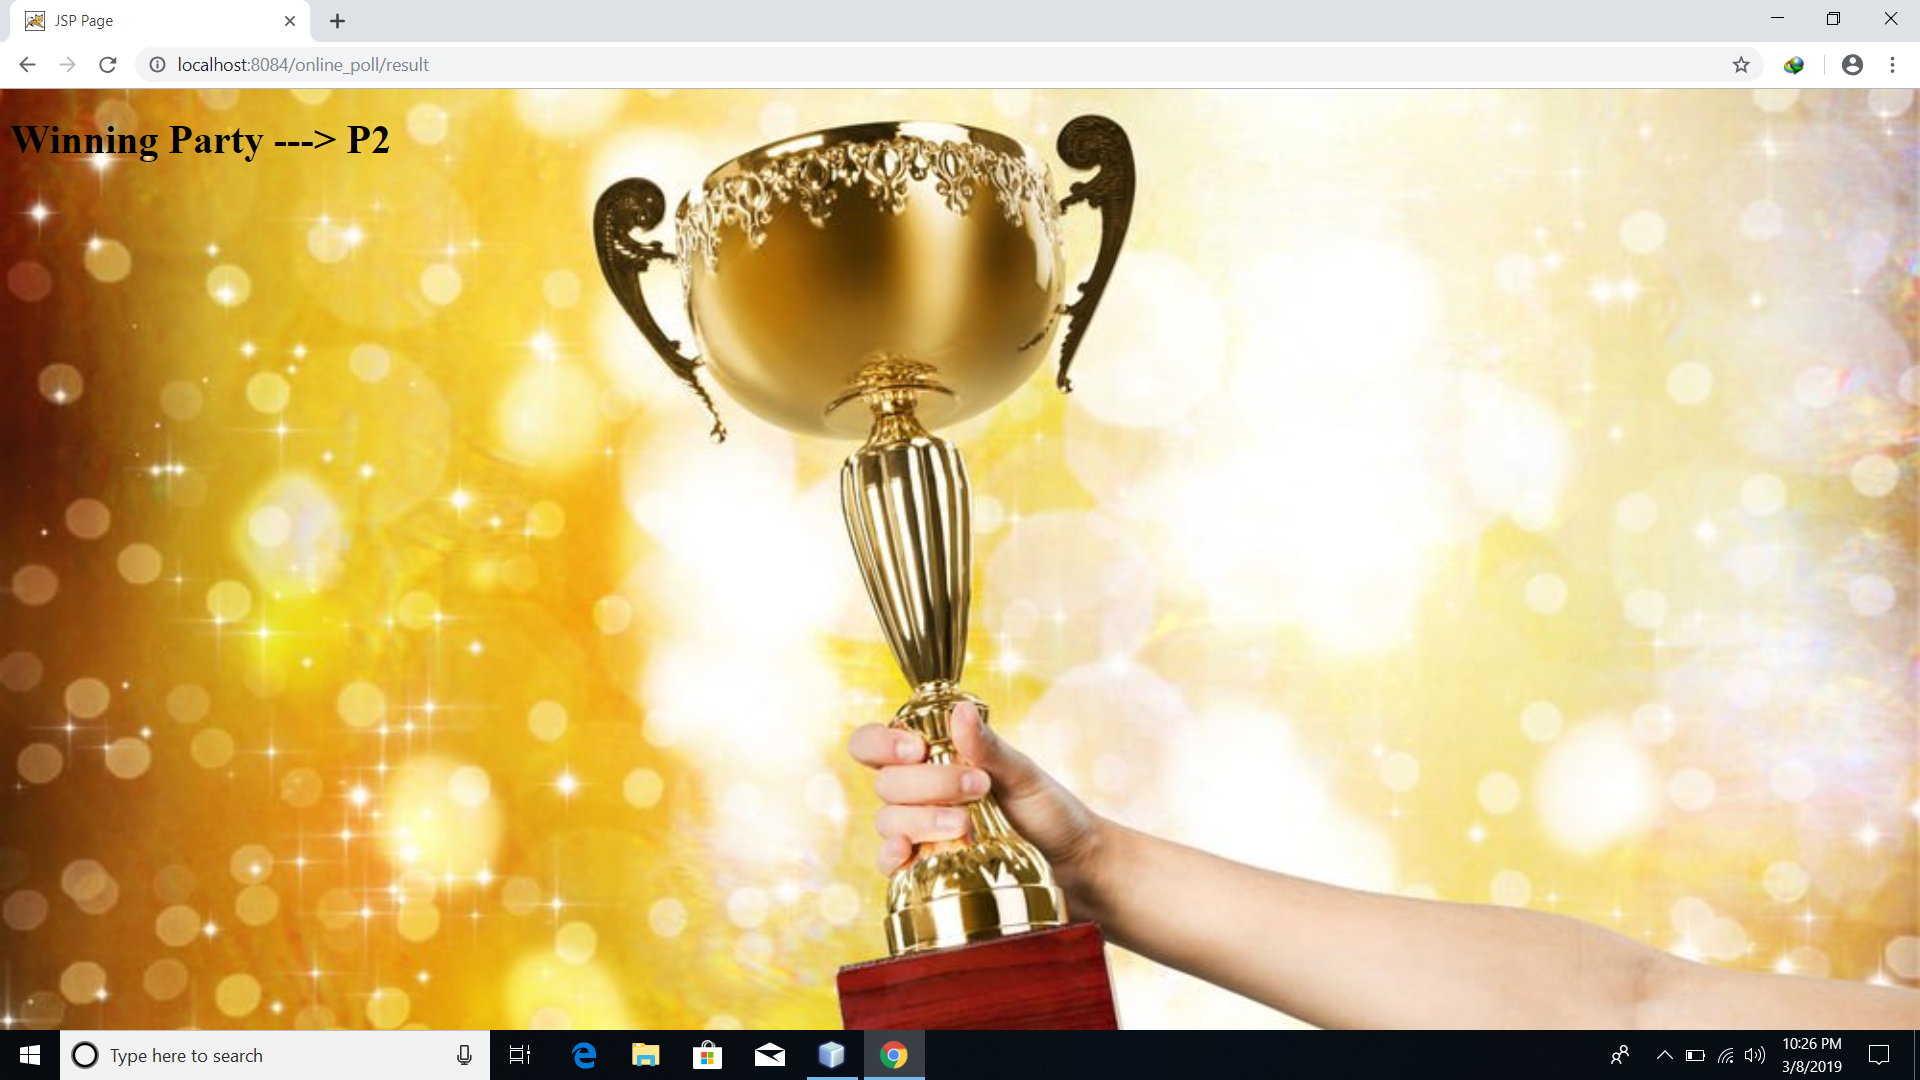 JSP Page
localhost:8084/online_poll/result
Winning Party ---> P2
Type here to search
10:26 PM
3/8/2019